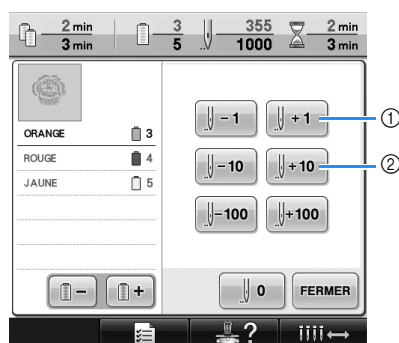 2 min 3 355 2 min
3 min 5 1000 3 min
ORANGE 3
ROUGE 4
JAUNE 5
- 1 + 1 ①
- 10 + 10 ②
- 100 + 100
- + 0 FERMER
?